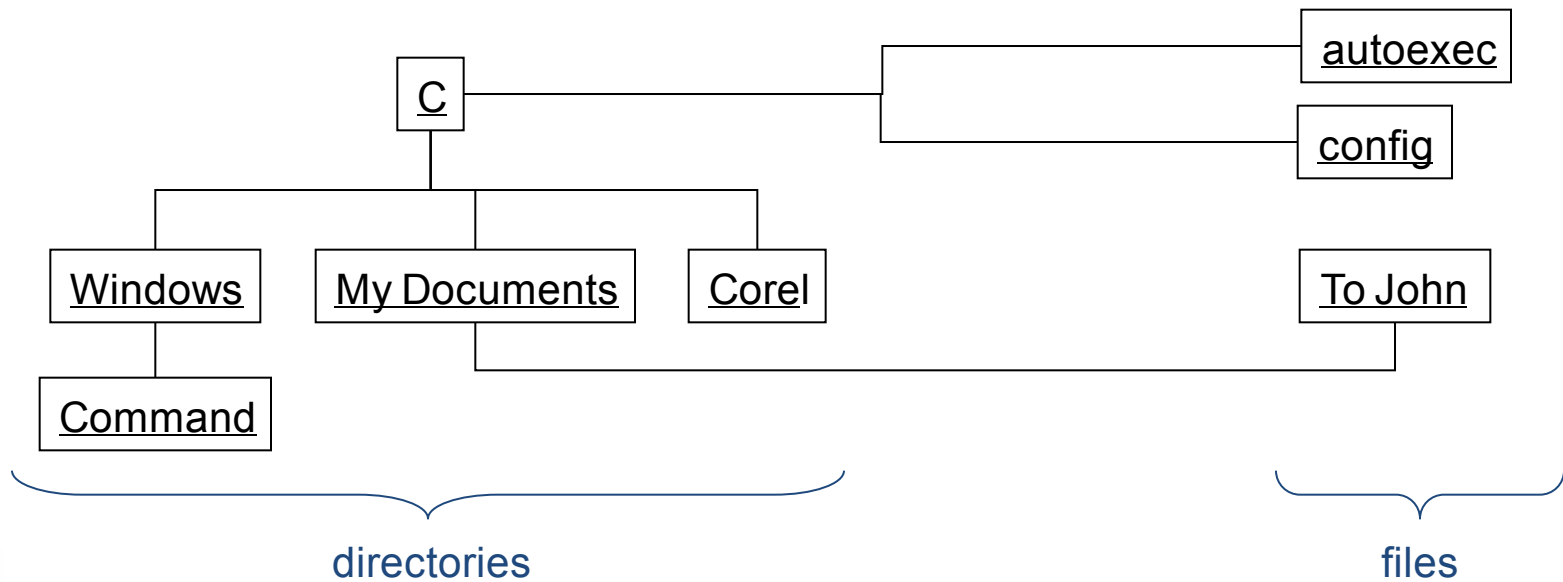 autoexec
C
config
Windows
My Documents
Corel
To John
Command
directories
files